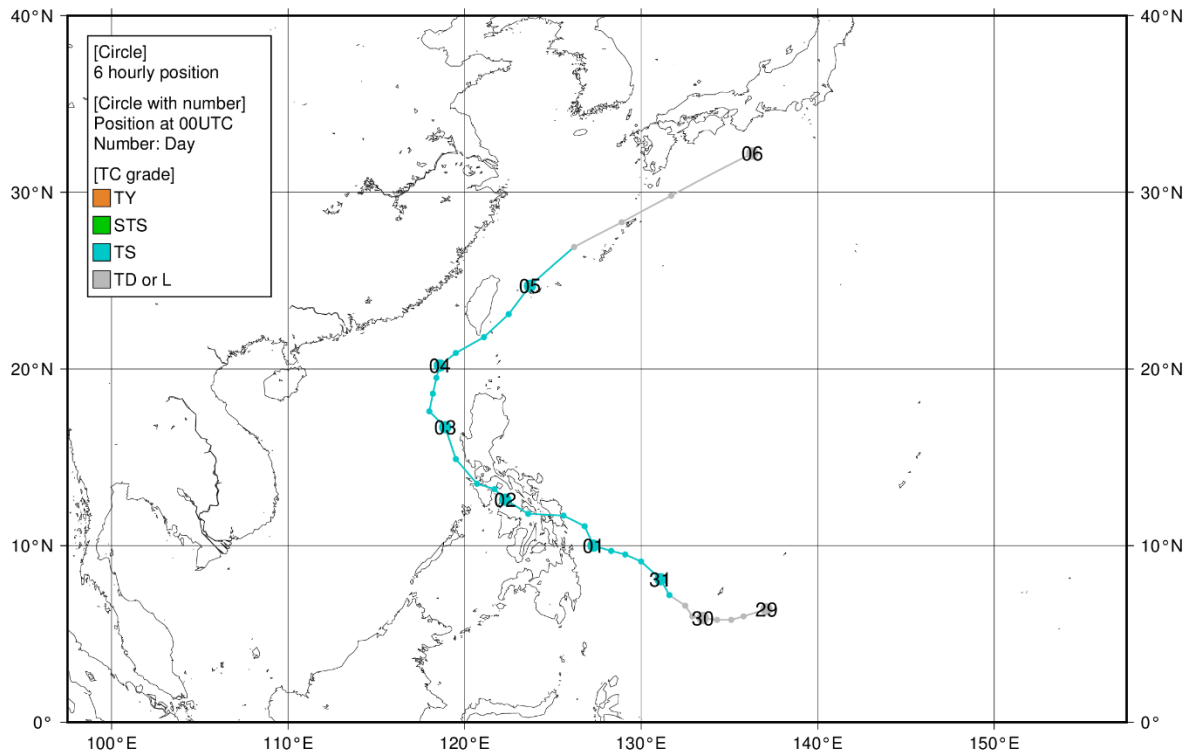 40°N
40°N
[Circle]
6 hourly position
[Circle with number]
Position at 00UTC
Number: Day
[TC grade]
TY
STS
TS
TD or L
06
30°N
30°N
05
04
20°N
20°N
03
02
10°N
01
10°N
31
30
29
0°
0°
100°E
110°E
120°E
130°E
140°E
150°E